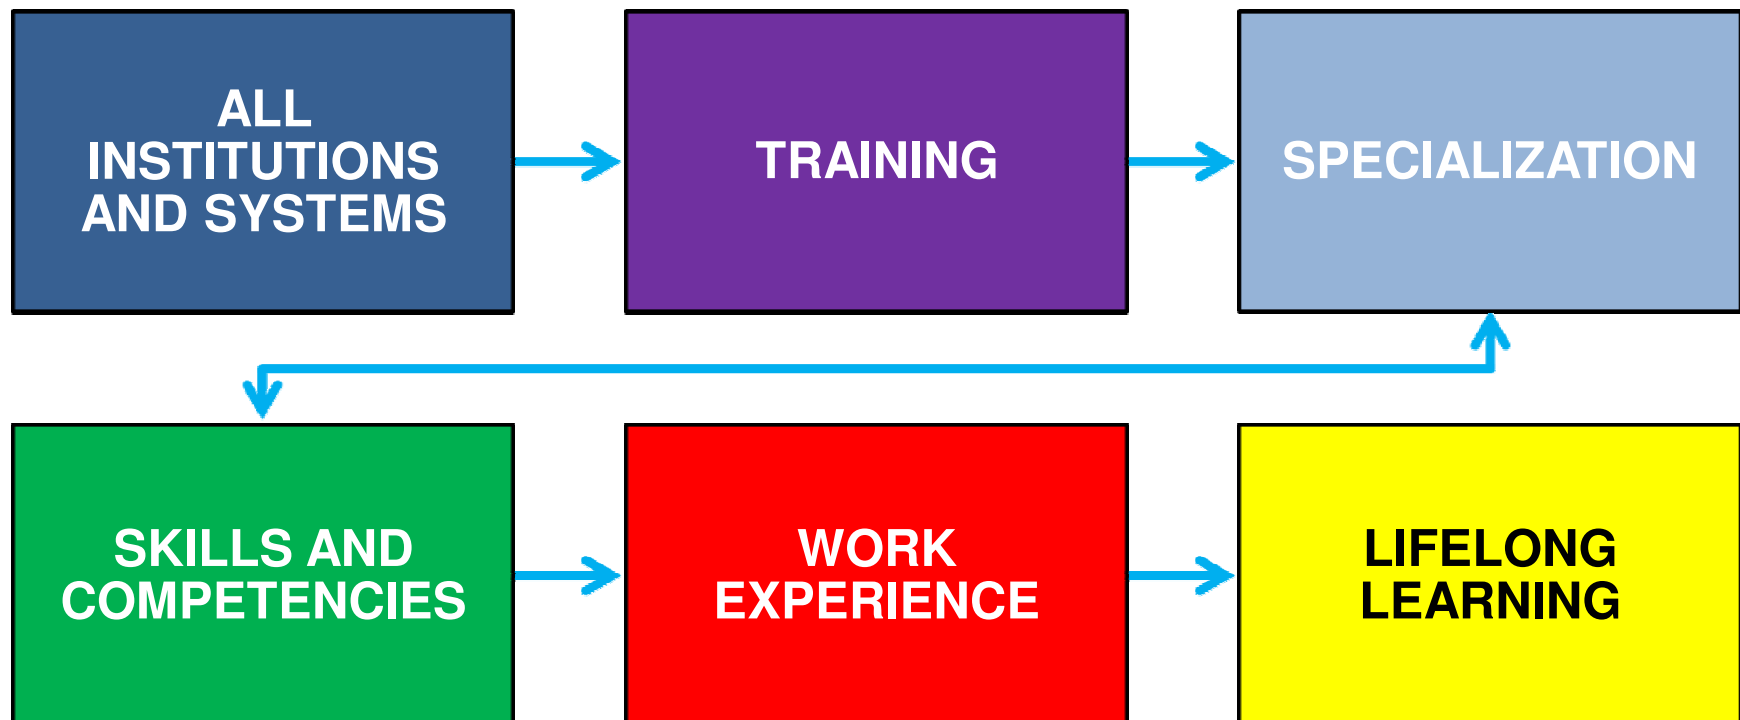 ALL
INSTITUTIONS
AND SYSTEMS
TRAINING
SPECIALIZATION
SKILLS AND
COMPETENCIES
WORK
EXPERIENCE
LIFELONG
LEARNING